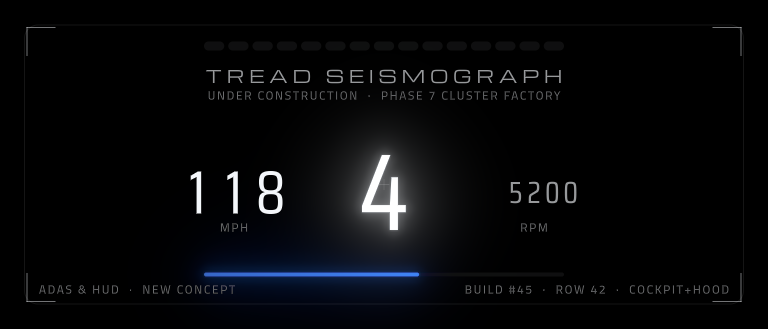 TREAD SEISMOGRAPH
UNDER CONSTRUCTION · PHASE 7 CLUSTER FACTORY
118 4 5200
MPH RPM
ADAS & HUD · NEW CONCEPT BUILD #45 · ROW 42 · COCKPIT+HOOD